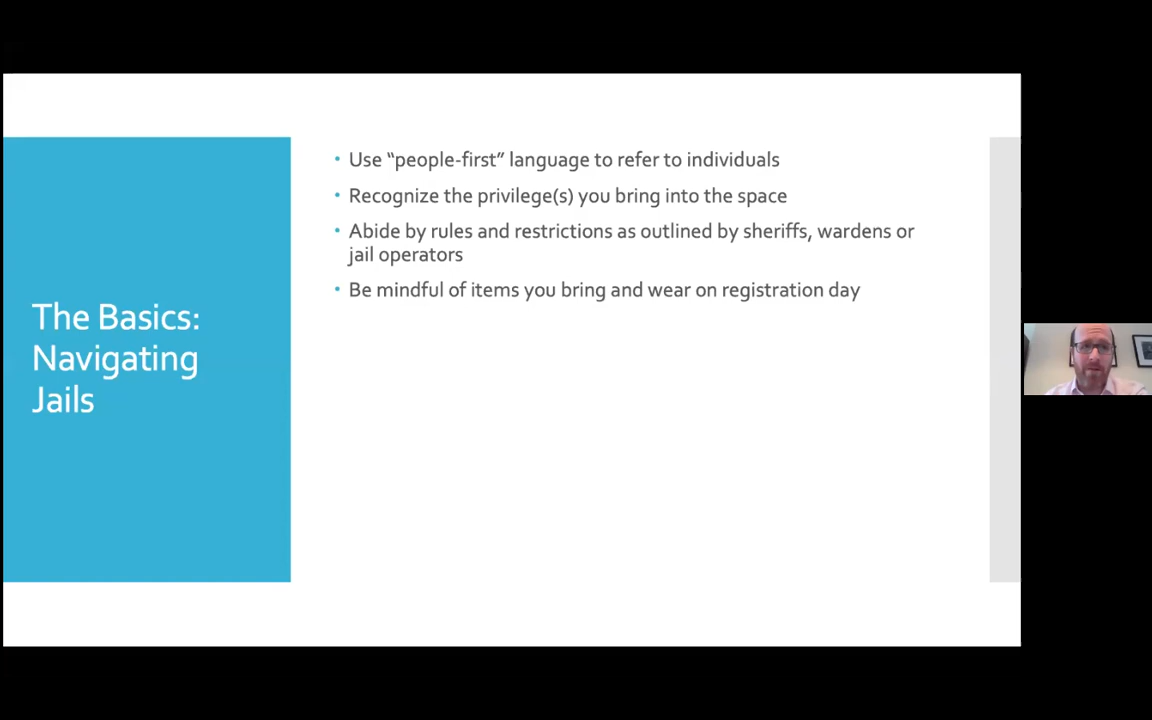 The Basics:
Navigating
Jails
• Use “people-first” language to refer to individuals
• Recognize the privilege(s) you bring into the space
• Abide by rules and restrictions as outlined by sheriffs, wardens or
jail operators
• Be mindful of items you bring and wear on registration day